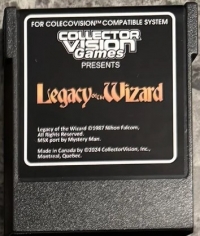 FOR COLECOVISION™ COMPATIBLE SYSTEM
COLLECTOR
VISION
Games
PRESENTS
Legacy of the Wizard
Legacy of the Wizard ©1987 Nihon Falcom,
All Rights Reserved.
MSX port by Mystery Man.
Made in Canada by ©2024 CollectorVision, Inc.,
Montreal, Quebec.